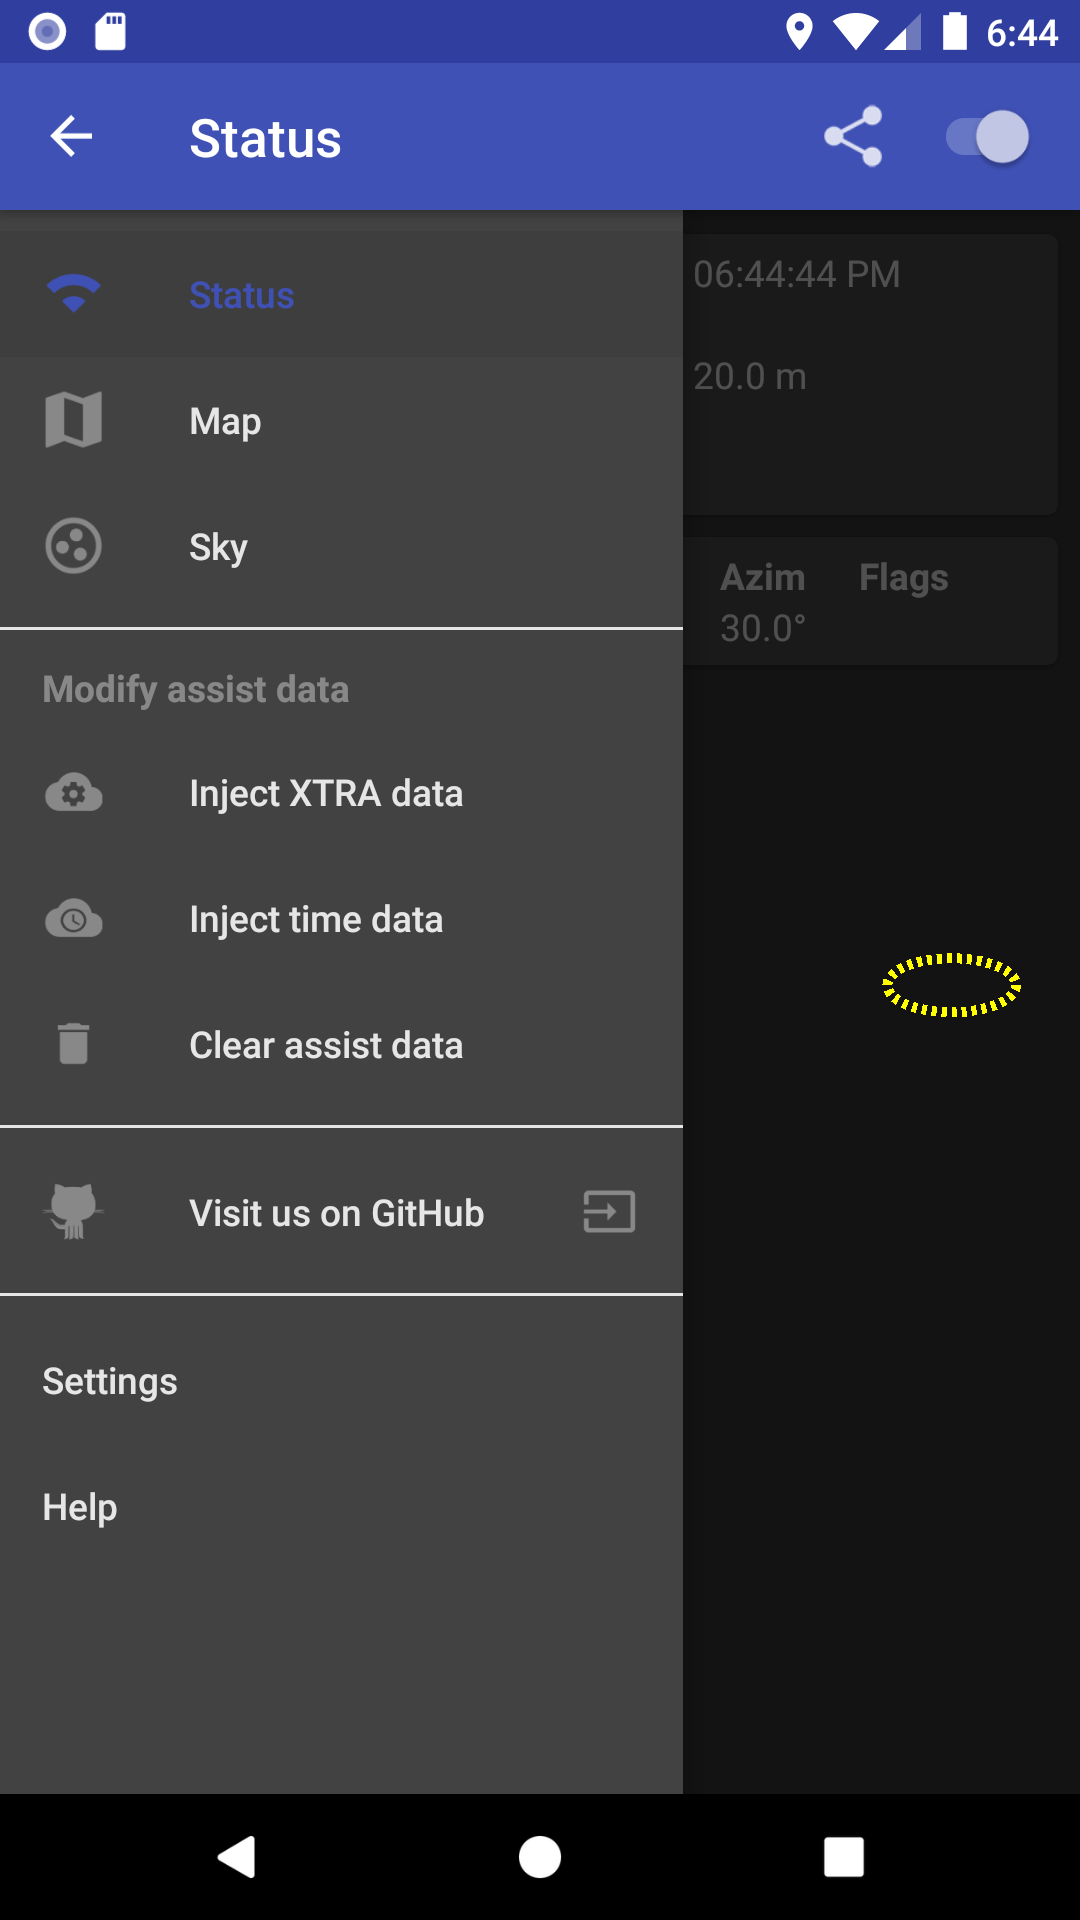 6:44
Status
Status
06:44:44 PM
20.0 m
Map
Sky
Azim Flags
30.0°
Modify assist data
Inject XTRA data
Inject time data
Clear assist data
Visit us on GitHub
Settings
Help